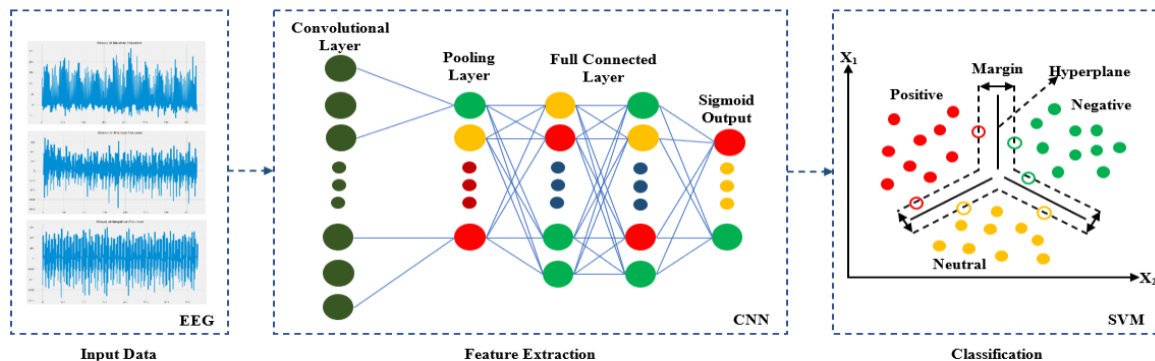 Convolutional
Layer
Pooling
Layer
Full Connected
Layer
Sigmoid
Output
X₁
Margin
Hyperplane
Positive
Negative
Neutral
EEG
CNN
SVM
Input Data
Feature Extraction
Classification